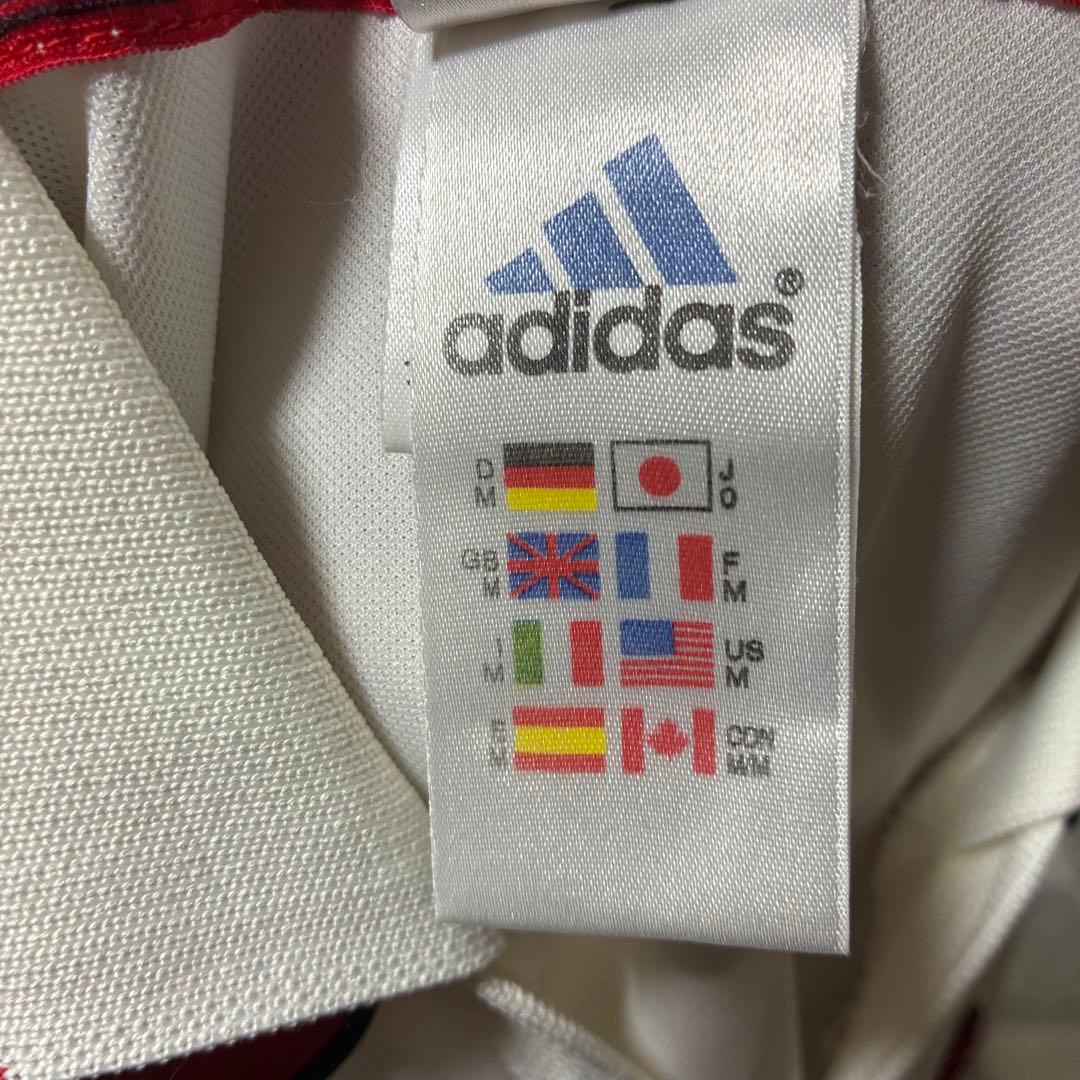 adidas®
D M J O
GB M F M
I M US M
E M CDN M/M